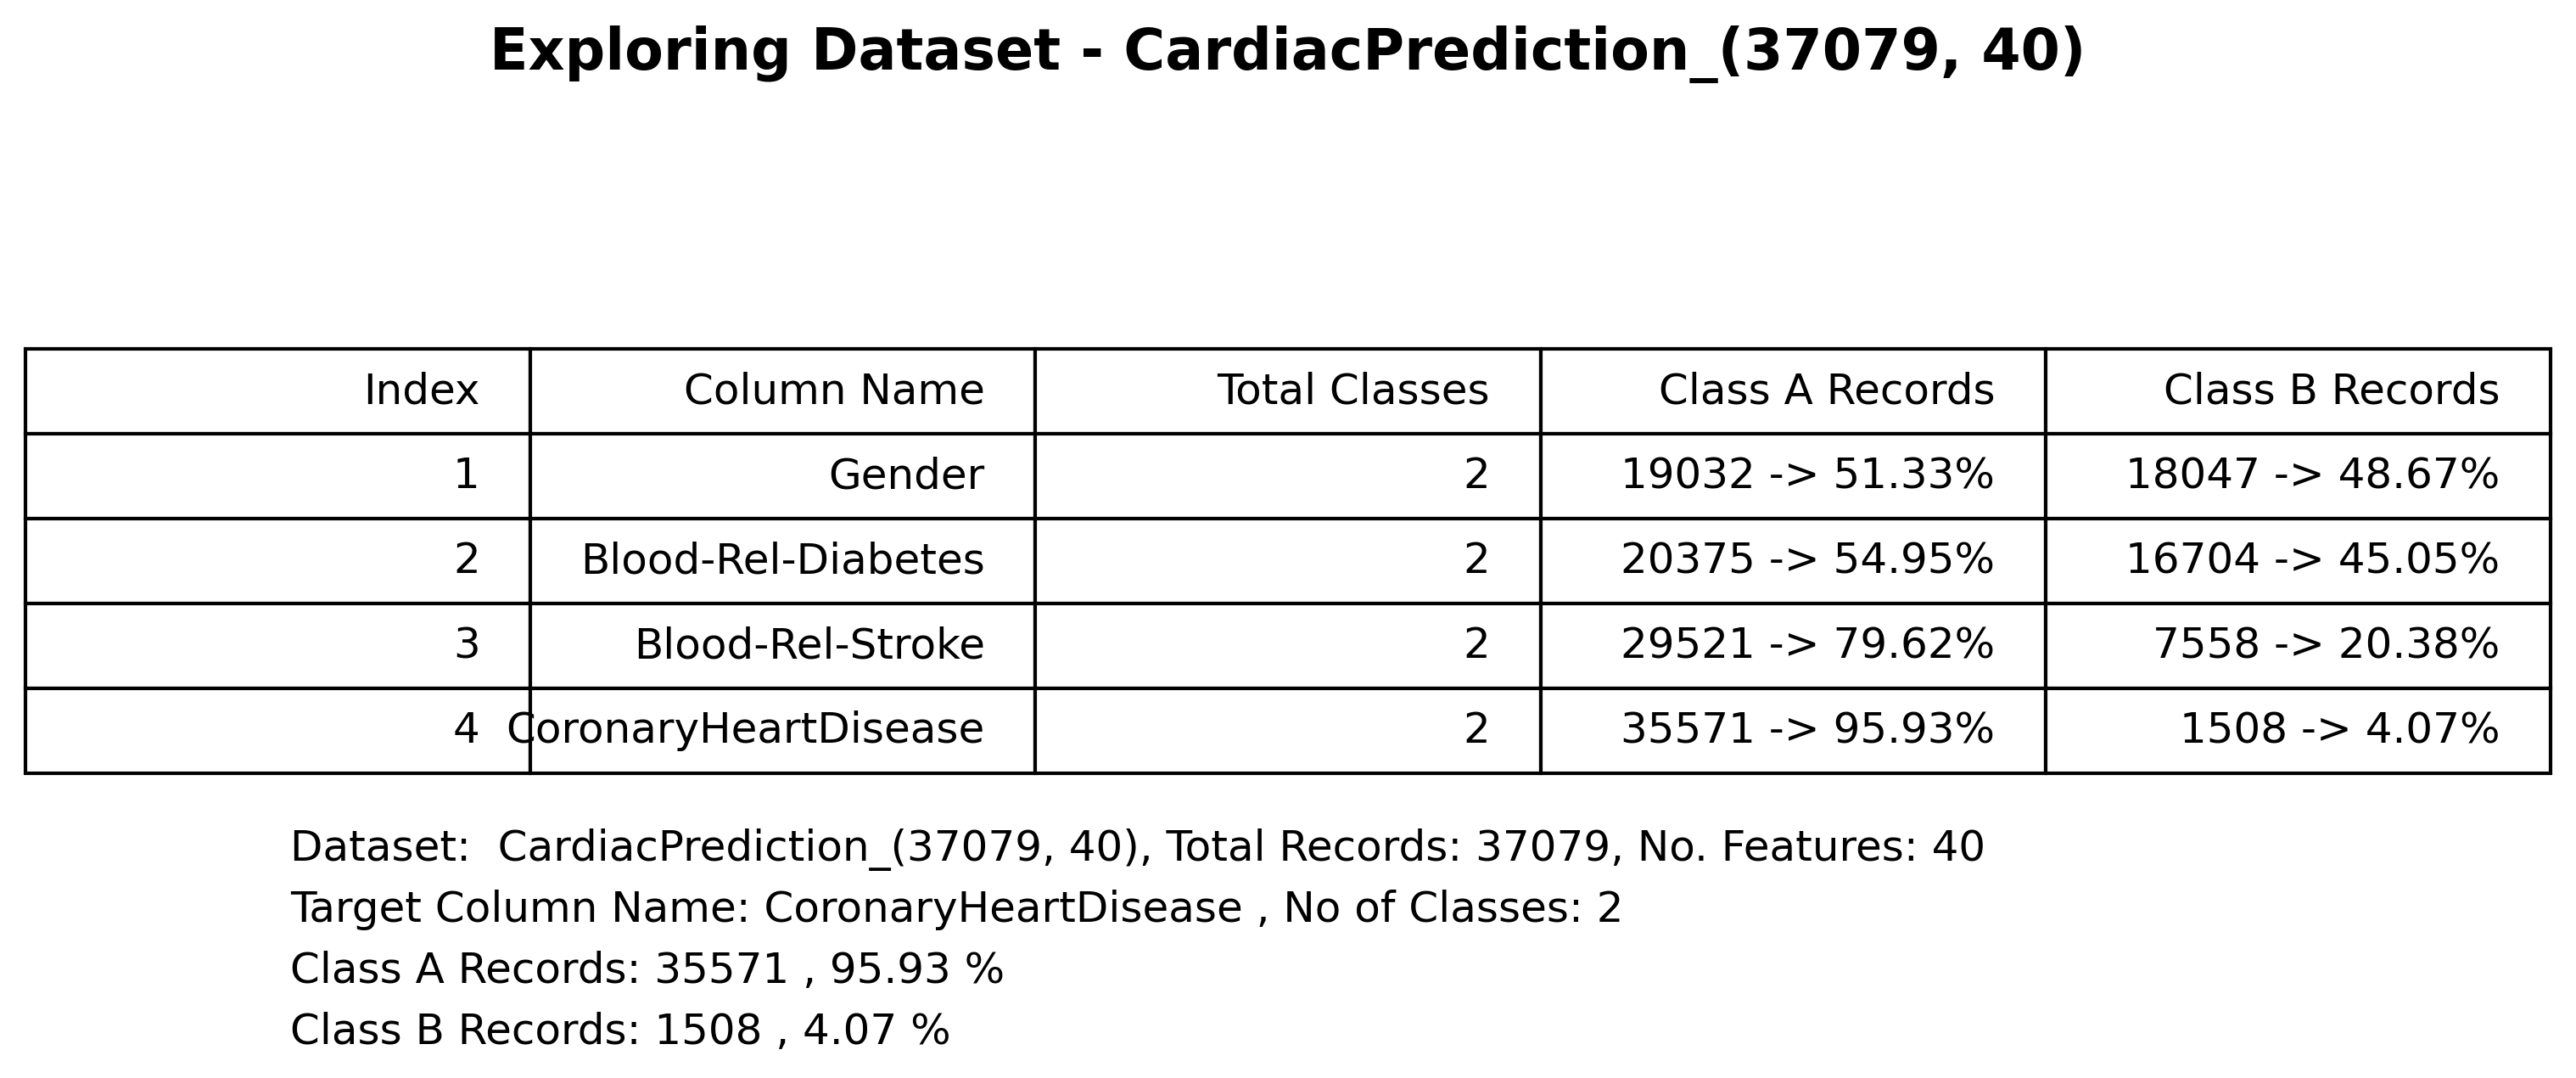 Exploring Dataset - CardiacPrediction_(37079, 40)
Index Column Name Total Classes Class A Records Class B Records
1 Gender 2 19032 -> 51.33% 18047 -> 48.67%
2 Blood-Rel-Diabetes 2 20375 -> 54.95% 16704 -> 45.05%
3 Blood-Rel-Stroke 2 29521 -> 79.62% 7558 -> 20.38%
4 CoronaryHeartDisease 2 35571 -> 95.93% 1508 -> 4.07%
Dataset:  CardiacPrediction_(37079, 40), Total Records: 37079, No. Features: 40
Target Column Name: CoronaryHeartDisease , No of Classes: 2
Class A Records: 35571 , 95.93 %
Class B Records: 1508 , 4.07 %